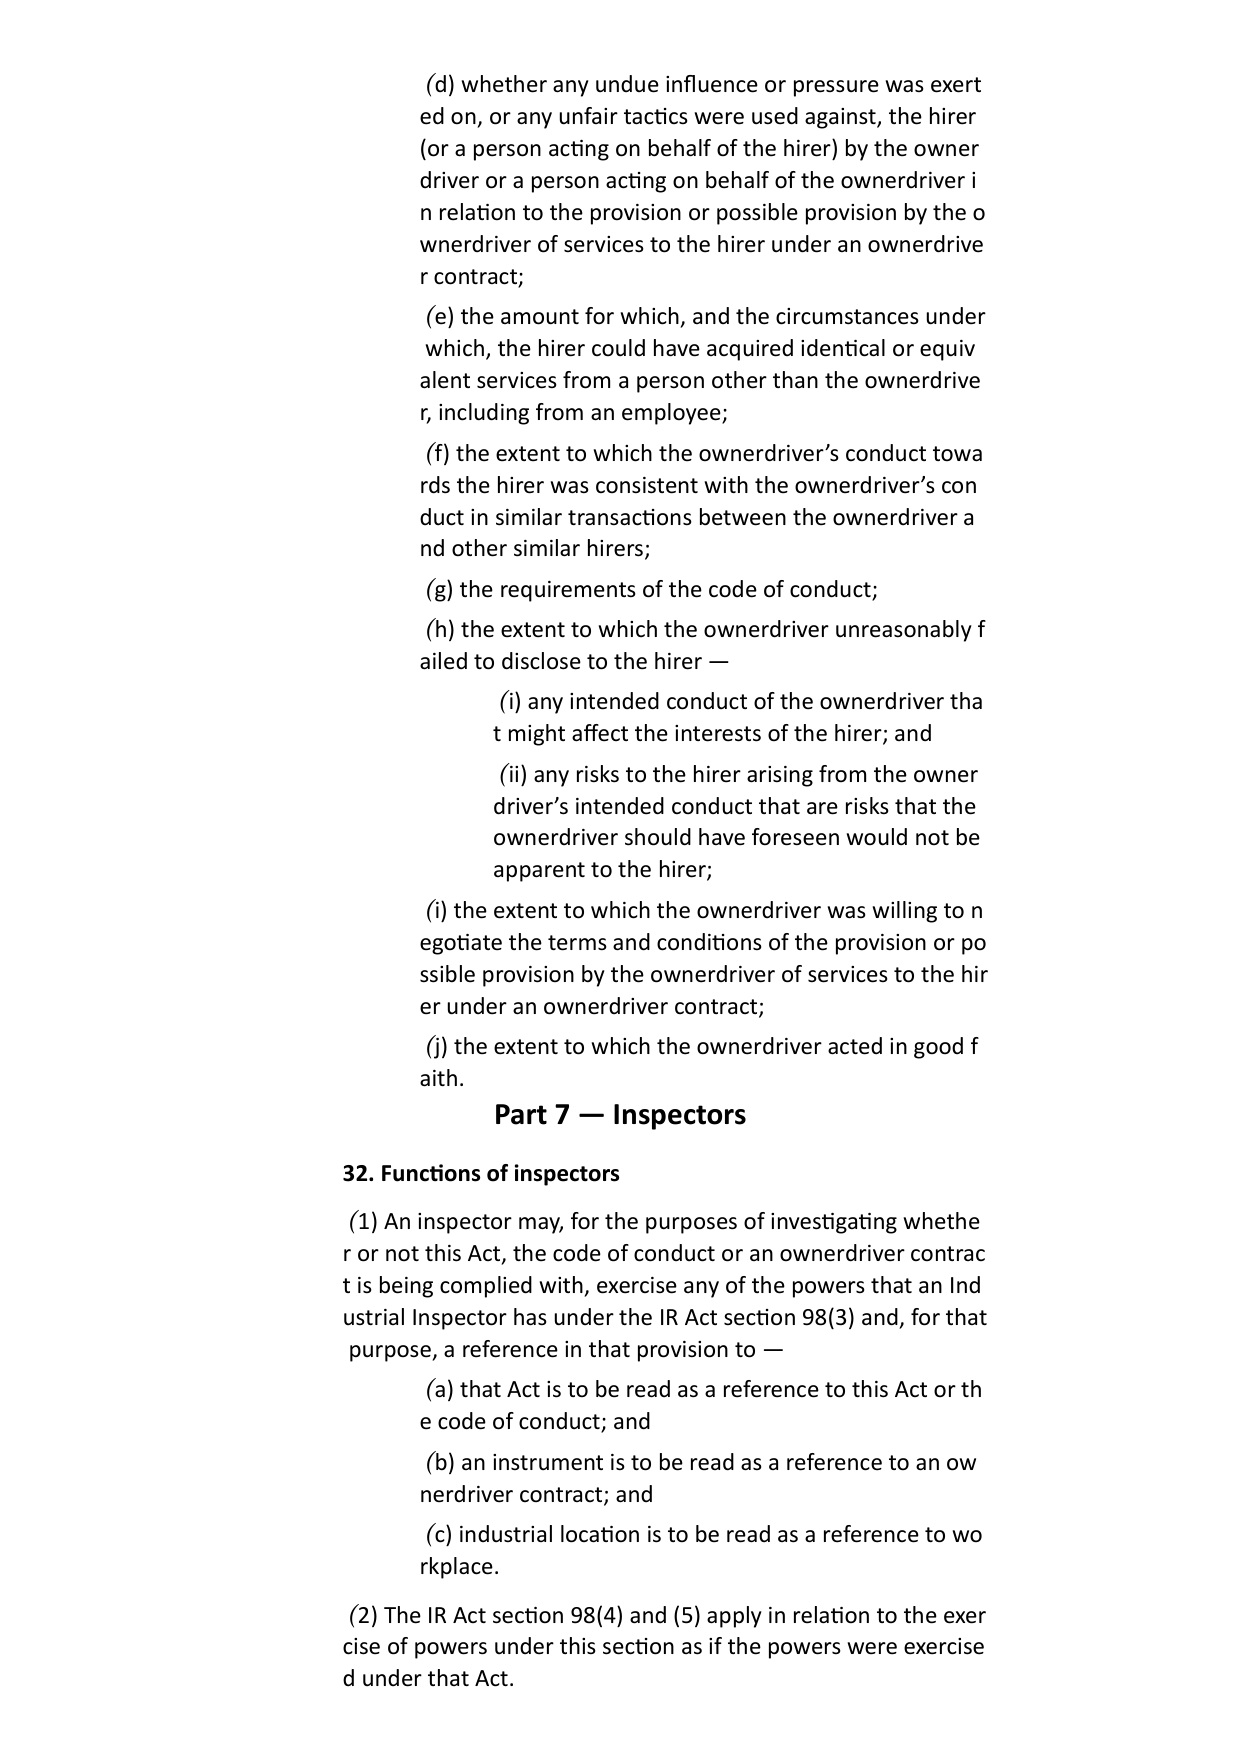 (d) whether any undue influence or pressure was exert
ed on, or any unfair tactics were used against, the hirer
(or a person acting on behalf of the hirer) by the owner
driver or a person acting on behalf of the ownerdriver i
n relation to the provision or possible provision by the o
wnerdriver of services to the hirer under an ownerdrive
r contract;
(e) the amount for which, and the circumstances under
which, the hirer could have acquired identical or equiv
alent services from a person other than the ownerdrive
r, including from an employee;
(f) the extent to which the ownerdriver’s conduct towa
rds the hirer was consistent with the ownerdriver’s con
duct in similar transactions between the ownerdriver a
nd other similar hirers;
(g) the requirements of the code of conduct;
(h) the extent to which the ownerdriver unreasonably f
ailed to disclose to the hirer —
(i) any intended conduct of the ownerdriver tha
t might affect the interests of the hirer; and
(ii) any risks to the hirer arising from the owner
driver’s intended conduct that are risks that the
ownerdriver should have foreseen would not be
apparent to the hirer;
(i) the extent to which the ownerdriver was willing to n
egotiate the terms and conditions of the provision or po
ssible provision by the ownerdriver of services to the hir
er under an ownerdriver contract;
(j) the extent to which the ownerdriver acted in good f
aith.
Part 7 — Inspectors
32. Functions of inspectors
(1) An inspector may, for the purposes of investigating whethe
r or not this Act, the code of conduct or an ownerdriver contrac
t is being complied with, exercise any of the powers that an Ind
ustrial Inspector has under the IR Act section 98(3) and, for that
purpose, a reference in that provision to —
(a) that Act is to be read as a reference to this Act or th
e code of conduct; and
(b) an instrument is to be read as a reference to an ow
nerdriver contract; and
(c) industrial location is to be read as a reference to wo
rkplace.
(2) The IR Act section 98(4) and (5) apply in relation to the exer
cise of powers under this section as if the powers were exercise
d under that Act.